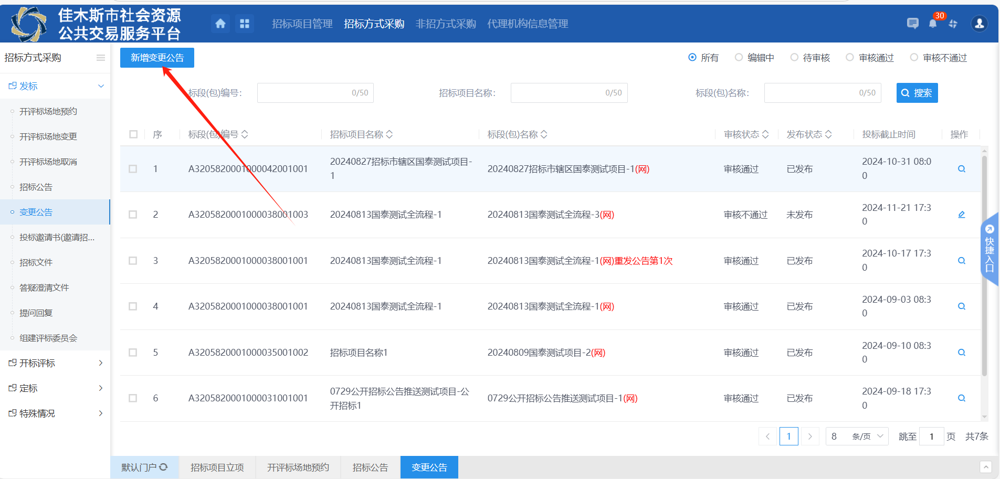 佳木斯市社会资源
公共交易服务平台
招标项目管理 招标方式采购 非招方式采购 代理机构信息管理
30
招标方式采购
发标
开评标场地预约
开评标场地变更
开评标场地取消
招标公告
变更公告
投标邀请书(邀请招...
招标文件
答疑澄清文件
提问回复
组建评标委员会
开标评标
定标
特殊情况
新增变更公告
所有 编辑中 待审核 审核通过 审核不通过
标段(包)编号: 0/50 招标项目名称: 0/50 标段(包)名称: 0/50 搜索
序 标段(包)编号 招标项目名称 标段(包)名称 审核状态 发布状态 投标截止时间 操作
1 A3205820001000042001001 20240827招标市辖区国泰测试项目-1 20240827招标市辖区国泰测试项目-1(网) 审核通过 已发布 2024-10-31 08:00
2 A3205820001000038001003 20240813国泰测试全流程-1 20240813国泰测试全流程-3(网) 审核不通过 未发布 2024-11-21 17:30
3 A3205820001000038001001 20240813国泰测试全流程-1 20240813国泰测试全流程-1(网)重发公告第1次 审核通过 已发布 2024-10-17 17:30
4 A3205820001000038001001 20240813国泰测试全流程-1 20240813国泰测试全流程-1(网) 审核通过 已发布 2024-09-03 08:30
5 A3205820001000035001002 招标项目名称1 20240809国泰测试项目-2(网) 审核通过 已发布 2024-09-10 08:30
6 A3205820001000031001001 0729公开招标公告推送测试项目-公开招标1 0729公开招标公告推送测试项目-1(网) 审核通过 已发布 2024-09-18 17:30
快捷入口
1 8 条/页 跳至 1 页 共7条
默认门户 招标项目立项 开评标场地预约 招标公告 变更公告